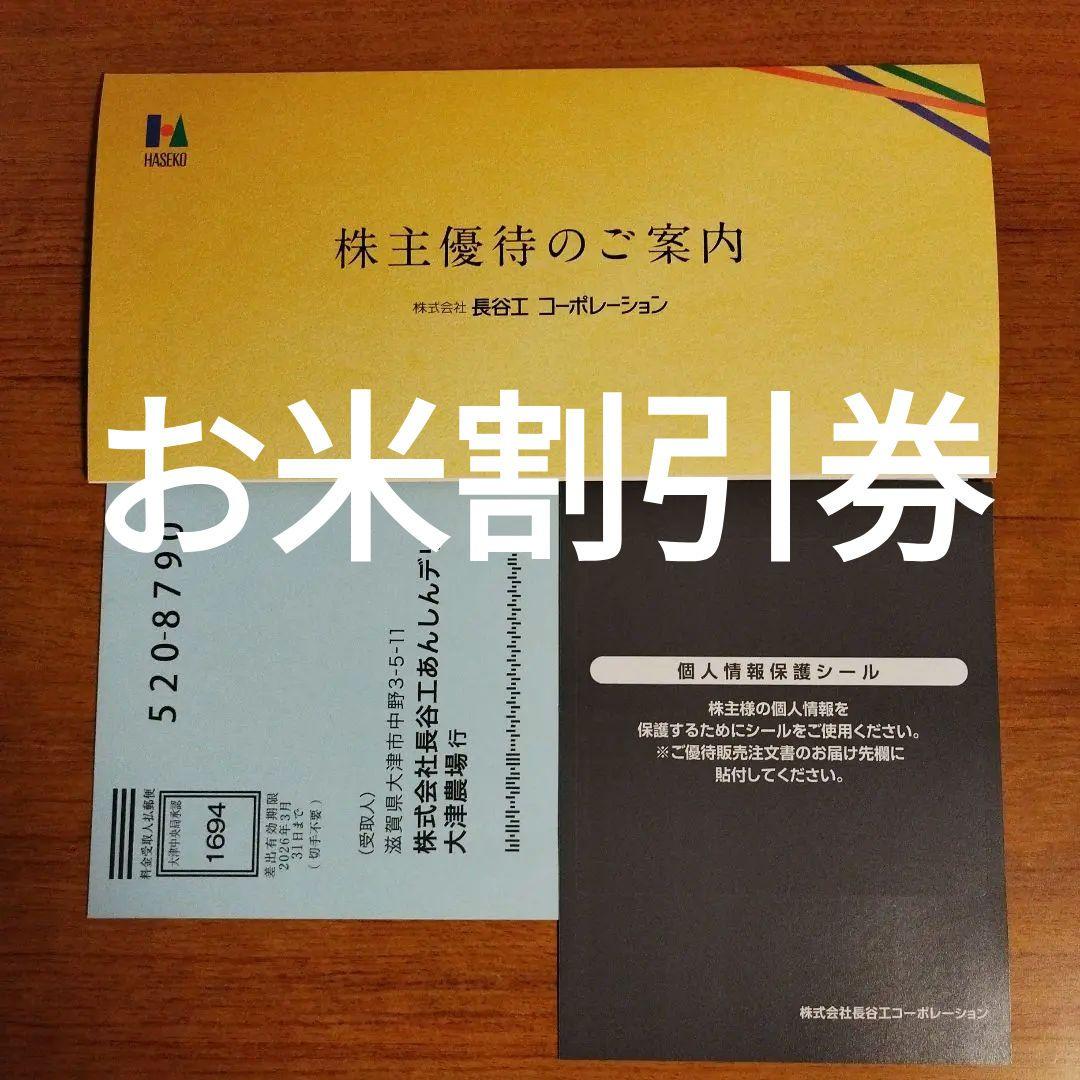 HASEKO
株主優待のご案内
株式会社 長谷工 コーポレーション
お米割引券
520-8790
料金受取人払郵便
大津中央局承認
1694
差出有効期限
2026年3月
31日まで
(切手不要)
(受取人)
滋賀県大津市中野3-5-11
株式会社長谷工あんしんデリ
大津農場 行
個人情報保護シール
株主様の個人情報を
保護するためにシールをご使用ください。
※ご優待販売注文書のお届け先欄に
貼付してください。
株式会社長谷工コーポレーション